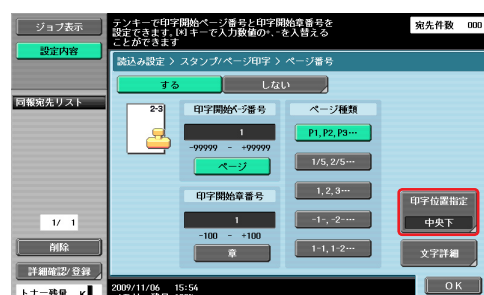 ジョブ表示
設定内容
テンキーで印字開始ページ番号と印字開始章番号を
設定できます。[*]キーで入力数値の+,-を入替える
ことができます
宛先件数 000
読込み設定 > スタンプ/ページ印字 > ページ番号
する
しない
同報宛先リスト
2-3
印字開始ページ番号
1
-99999 - +99999
ページ
印字開始章番号
1
-100 - +100
章
ページ種類
P1,P2,P3…
1/5,2/5…
1,2,3…
-1-,-2-…
1-1,1-2…
印字位置指定
中央下
文字詳細
1/ 1
削除
詳細確認/登録
トナー残量 K
2009/11/06 15:54
OK